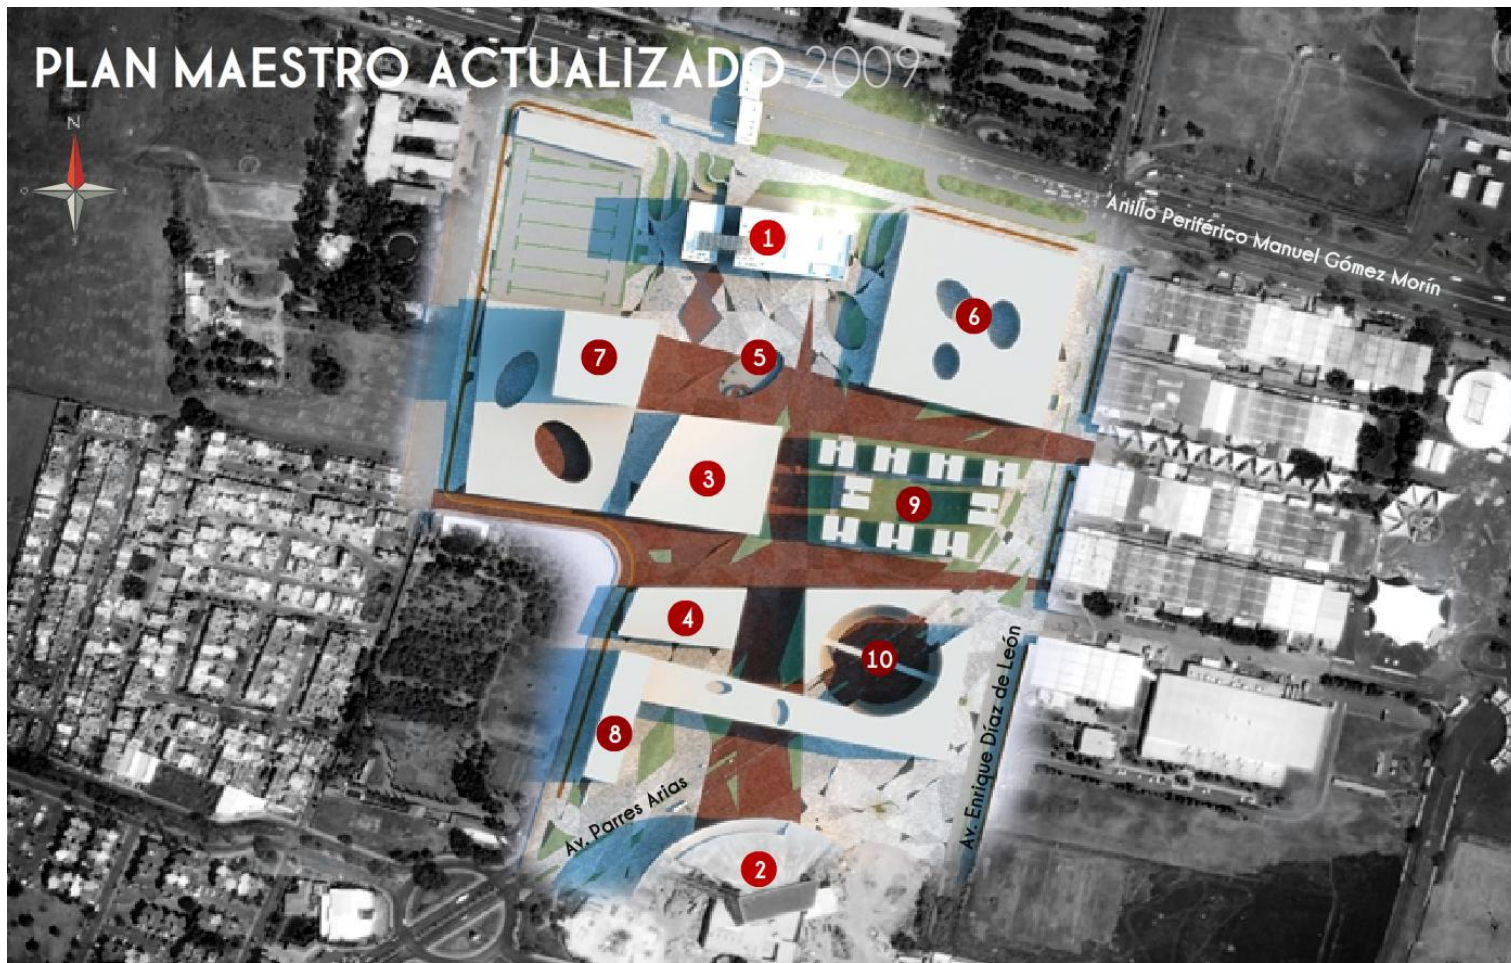 PLAN MAESTRO ACTUALIZADO 2009
N
Anillo Periférico Manuel Gómez Morín
1
6
7
5
3
9
4
10
8
Av. Enrique Díaz de León
Av. Parres Arias
2